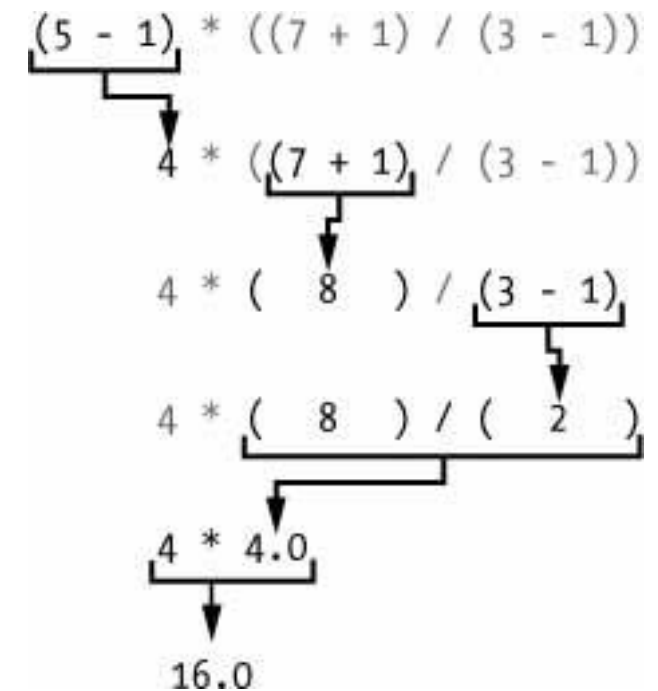 (5 - 1) * ((7 + 1) / (3 - 1))
4 * ((7 + 1) / (3 - 1))
4 * ( 8 ) / (3 - 1)
4 * ( 8 ) / ( 2 )
4 * 4.0
16.0